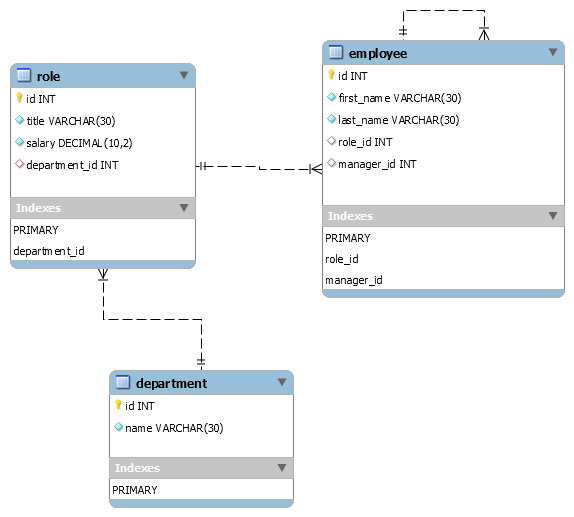 role
id INT
title VARCHAR(30)
salary DECIMAL(10,2)
department_id INT
Indexes
PRIMARY
department_id
employee
id INT
first_name VARCHAR(30)
last_name VARCHAR(30)
role_id INT
manager_id INT
Indexes
PRIMARY
role_id
manager_id
department
id INT
name VARCHAR(30)
Indexes
PRIMARY